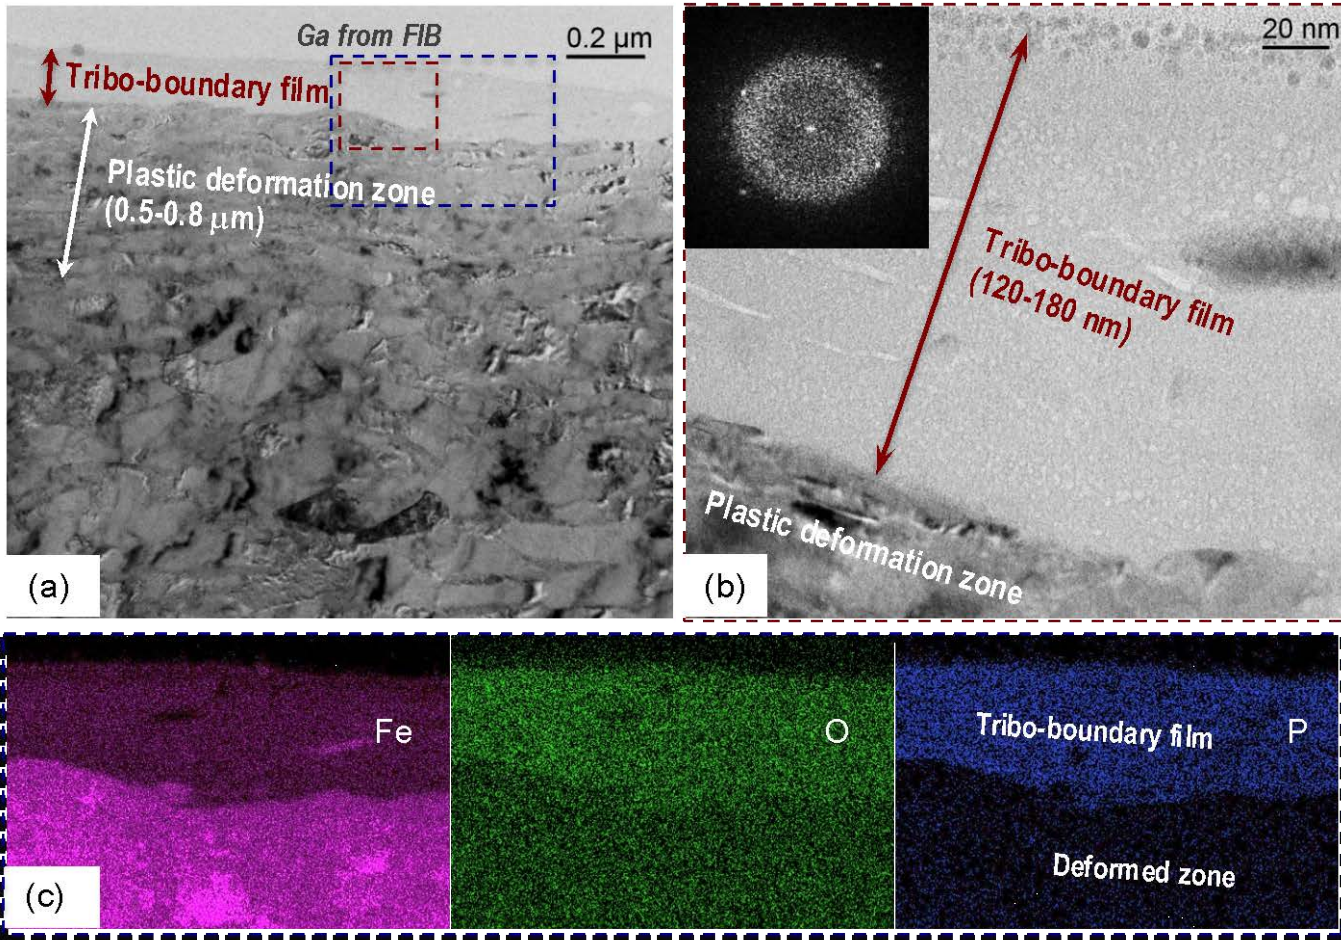 Ga from FIB
0.2 µm
Tribo-boundary film
Plastic deformation zone
(0.5-0.8 µm)
(a)
20 nm
Tribo-boundary film
(120-180 nm)
Plastic deformation zone
(b)
Fe
(c)
O
Tribo-boundary film
P
Deformed zone